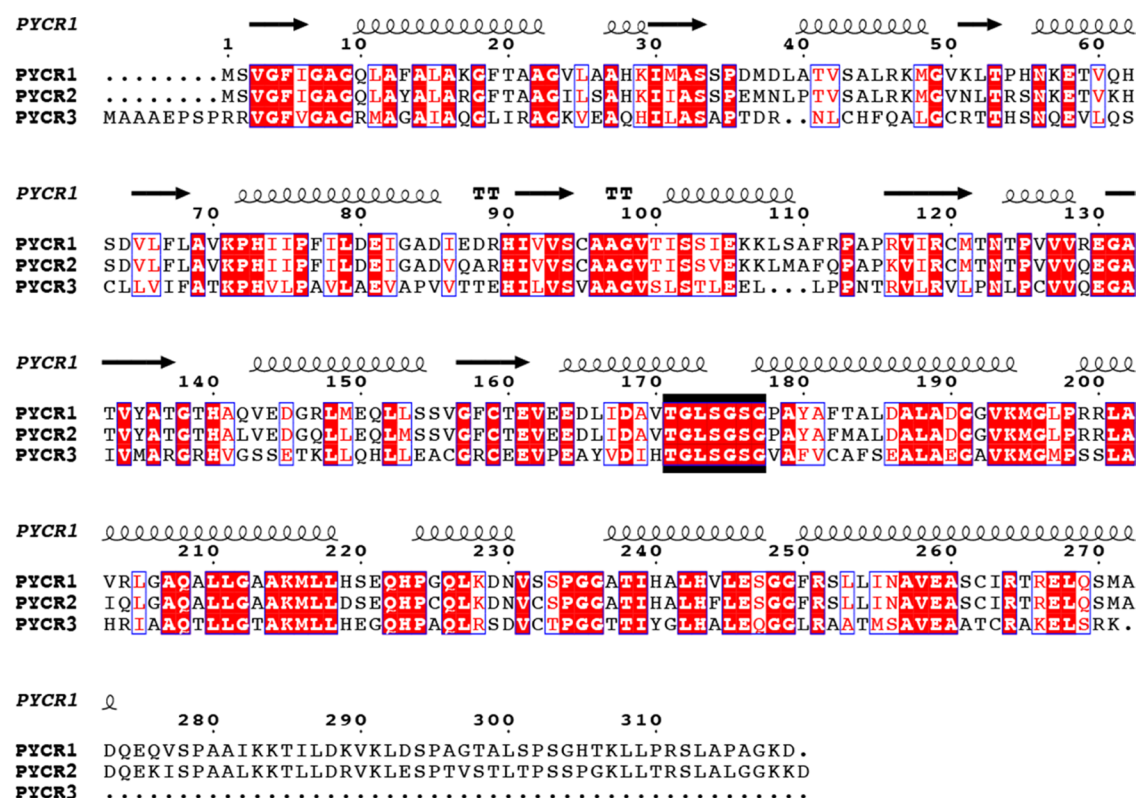 PYCR1
1 10 20 30 40 50 60
PYCR1 ........MSVGFIGAGQLAFALAKGFTAAGVLAAHKIMASSPDMDLATVSALRKMGVKLTPHNKETVQH
PYCR2 ........MSVGFIGAGQLAYALARGFTAAGILSAHKIIASSPEMNLPTVSALRKMGVNLTRSNKETVKH
PYCR3 MAAAEPSPRRVGFVGAGRMAGAIAQGLIRAGKVEAQHILASAPTDR..NLCHFQALGCRTTHSNQEVLQS
PYCR1 TT TT
70 80 90 100 110 120 130
PYCR1 SDVLFLAVKPHIIPFILDEIGADIEDRHIVVSCAAGVTISSIEKKLSAFRPAPRVIRCMTNTPVVVREGA
PYCR2 SDVLFLAVKPHIIPFILDEIGADVQARHIVVSCAAGVTISSVEKKLMAFQPAPKVIRCMTNTPVVVQEGA
PYCR3 CLLVIFATKPHVLPAVLAEVAPVVTTEHILVSVAAGVSLSTLEEL...LPPNTRVLRVLPNLPCVVQEGA
PYCR1
140 150 160 170 180 190 200
PYCR1 TVYATGTHAQVEDGRLMEQLLSSVGFCTEVEEDLIDAVTGLSGSGPAYAFTALDALADGGVKMGLPRRLA
PYCR2 TVYATGTHALVEDGQLLEQLMSSVGFCTEVEEDLIDAVTGLSGSGPAYAFMALDALADGGVKMGLPRRLA
PYCR3 IVMARGRHVGSSETKLLQHLLEACGRCEEVPEAYVDIHTGLSGSGVAFVCAFSEALAEGAVKMGMPSSLA
PYCR1
210 220 230 240 250 260 270
PYCR1 VRLGAQALLGAAKMLLHSEQHPGQLKDNVSSPGGATIHALHVLESGGFRSLLINAVEASCIRTRELQSMA
PYCR2 IQLGAQALLGAAKMLLDSEQHPCQLKDNVCSPGGATIHALHFLESGGFRSLLINAVEASCIRTRELQSMA
PYCR3 HRIAAQTLLGTAKMLLHEGQHPAQLRSDVCTPGGTTIYGLHALEQGGLRAATMSAVEAATCRAKELSRK.
PYCR1
280 290 300 310
PYCR1 DQEQVSPAAIKKTILDKVKLDSPAGTALSPSGHTKLLPRSLAPAGKD.
PYCR2 DQEKISPAALKKTLLDRVKLESPTVSTLTPSSPGKLLTRSLALGGKKD
PYCR3 ................................................